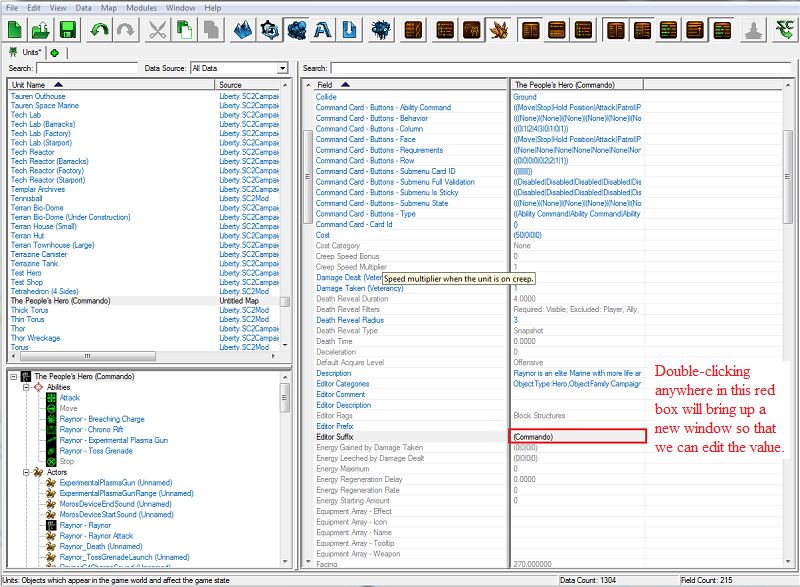 File Edit View Data Map Modules Window Help
Units*
Search: Data Source: All Data Search:
Unit Name Source
Tauren Outhouse Liberty.SC2Campai
Tauren Space Marine Liberty.SC2Campai
Tech Lab Liberty.SC2Campai
Tech Lab (Barracks) Liberty.SC2Campai
Tech Lab (Factory) Liberty.SC2Campai
Tech Lab (Starport) Liberty.SC2Campai
Tech Reactor Liberty.SC2Campai
Tech Reactor (Barracks) Liberty.SC2Campai
Tech Reactor (Factory) Liberty.SC2Campai
Tech Reactor (Starport) Liberty.SC2Campai
Templar Archives Liberty.SC2Campai
Tennisball Liberty.SC2Mod
Terran Bio-Dome Liberty.SC2Campai
Terran Bio-Dome (Under Construction) Liberty.SC2Campai
Terran House (Small) Liberty.SC2Campai
Terran Hut Liberty.SC2Campai
Terran Townhouse (Large) Liberty.SC2Campai
Terrazine Canister Liberty.SC2Campai
Terrazine Tank Liberty.SC2Campai
Test Hero Liberty.SC2Campai
Test Shop Liberty.SC2Campai
Tetrahedron (4 Sides) Liberty.SC2Mod
The People's Hero (Commando) Untitled Map
Thick Torus Liberty.SC2Mod
Thin Torus Liberty.SC2Mod
Thor Liberty.SC2Campai
Thor Wreckage Liberty.SC2Campai
Torus Liberty.SC2Mod
The People's Hero (Commando)
Abilities
Attack
Move
Raynor - Breaching Charge
Raynor - Chrono Rift
Raynor - Experimental Plasma Gun
Raynor - Toss Grenade
Stop
Actors
ExperimentalPlasmaGun (Unnamed)
ExperimentalPlasmaGunRange (Unnamed)
MorosDeviceEndSound (Unnamed)
MorosDeviceStartSound (Unnamed)
Raynor - Raynor
Raynor - Raynor Attack
Raynor_Death (Unnamed)
Raynor_TossGrenadeLaunch (Unnamed)
Field The People's Hero (Commando)
Collide Ground
Command Card - Buttons - Ability Command ((Move|Stop|Hold Position|Attack|Patrol|P
Command Card - Buttons - Behavior (((None)|(None)|(None)|(None)|(None)|(No
Command Card - Buttons - Column ((0|1|2|4|3|0|1|0|1))
Command Card - Buttons - Face ((Move|Stop|Hold Position|Attack|Patrol|P
Command Card - Buttons - Requirements ((None|None|None|None|None|None|Nor
Command Card - Buttons - Row ((0|0|0|0|0|2|2|1|1))
Command Card - Buttons - Submenu Card ID ((||||||||))
Command Card - Buttons - Submenu Full Validation ((Disabled|Disabled|Disabled|Disabled|Dis
Command Card - Buttons - Submenu Is Sticky ((Disabled|Disabled|Disabled|Disabled|Dis
Command Card - Buttons - Submenu State (((None)|(None)|(None)|(None)|(None)|(No
Command Card - Buttons - Type ((Ability Command|Ability Command|Ability
Command Card - Card Id ()
Cost (50|0|0|0)
Cost Category None
Creep Speed Bonus 0
Creep Speed Multiplier 1
Damage Dealt (Veter Speed multiplier when the unit is on creep.
Damage Taken (Veterancy) 1
Death Reveal Duration 4.0000
Death Reveal Filters Required: Visible; Excluded: Player, Ally,
Death Reveal Radius 3
Death Reveal Type Snapshot
Death Time 0.0000
Deceleration 0
Default Acquire Level Offensive
Description Raynor is an elite Marine with more life ar
Editor Categories ObjectType:Hero,ObjectFamily:Campaign
Editor Comment
Editor Description
Editor Flags Block Structures
Editor Prefix
Editor Suffix (Commando)
Energy Gained by Damage Taken (0|0|0|0)
Energy Leeched by Damage Dealt (0|0|0|0)
Energy Maximum 0
Energy Regeneration Delay 0.0000
Energy Regeneration Rate 0
Energy Starting Amount 0
Equipment Array - Effect
Equipment Array - Icon
Equipment Array - Name
Equipment Array - Tooltip
Equipment Array - Weapon
Facing 270.000000
Double-clicking
anywhere in this red
box will bring up a
new window so that
we can edit the value.
Units: Objects which appear in the game world and affect the game state Data Count: 1304 Field Count: 215